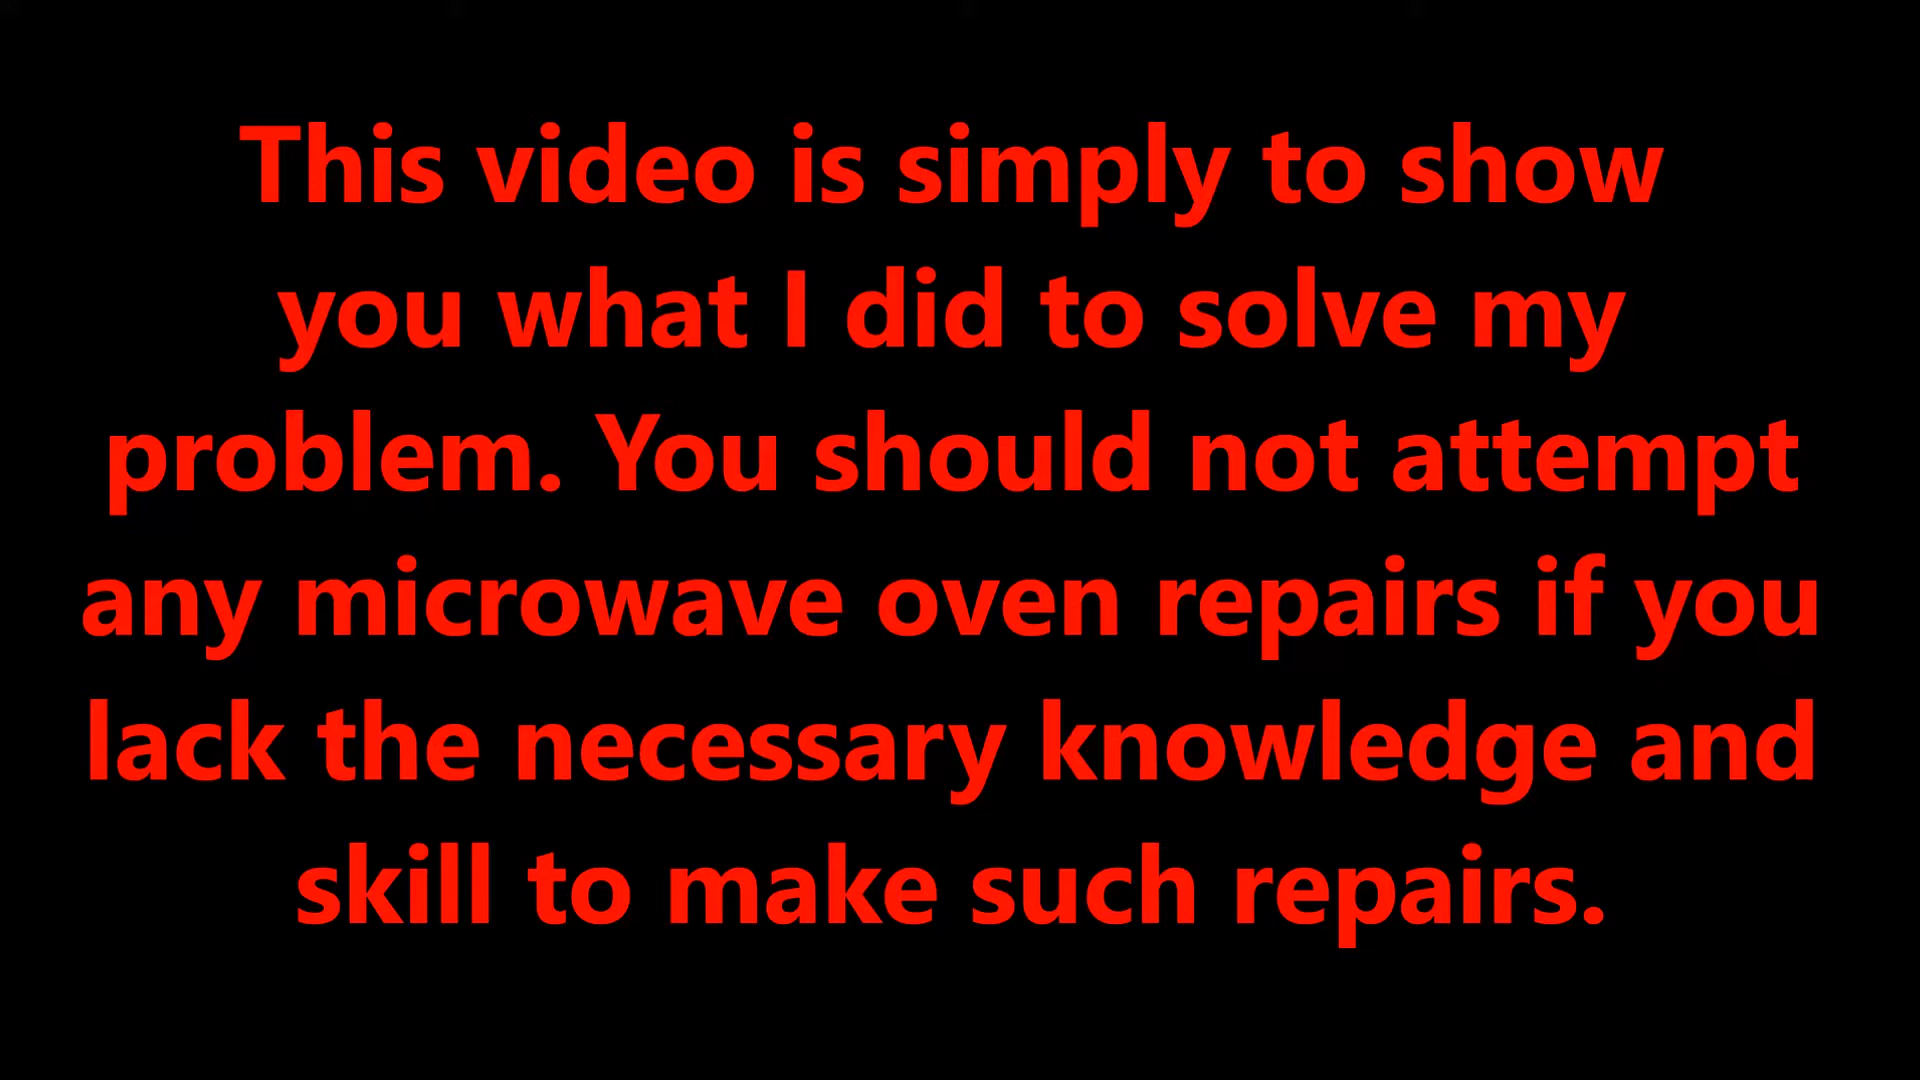 This video is simply to show
you what I did to solve my
problem. You should not attempt
any microwave oven repairs if you
lack the necessary knowledge and
skill to make such repairs.